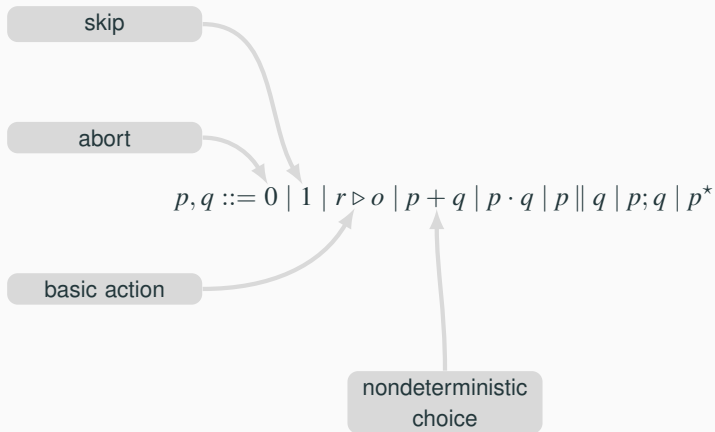 skip
abort
p, q ::= 0 | 1 | r ▹ o | p + q | p · q | p ∥ q | p; q | p⋆
basic action
nondeterministic
choice